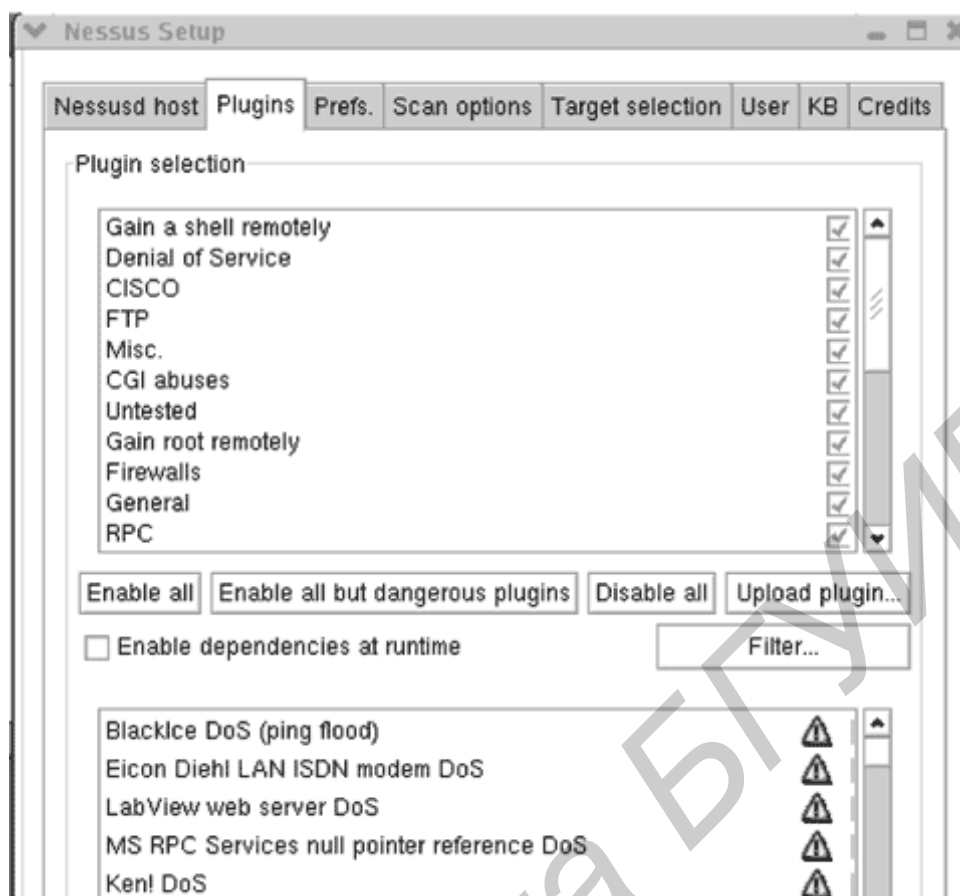 Nessus Setup
Nessusd host Plugins Prefs. Scan options Target selection User KB Credits
Plugin selection
Gain a shell remotely
Denial of Service
CISCO
FTP
Misc.
CGI abuses
Untested
Gain root remotely
Firewalls
General
RPC
Enable all Enable all but dangerous plugins Disable all Upload plugin...
Enable dependencies at runtime Filter...
BlackIce DoS (ping flood)
Eicon Diehl LAN ISDN modem DoS
LabView web server DoS
MS RPC Services null pointer reference DoS
Ken! DoS